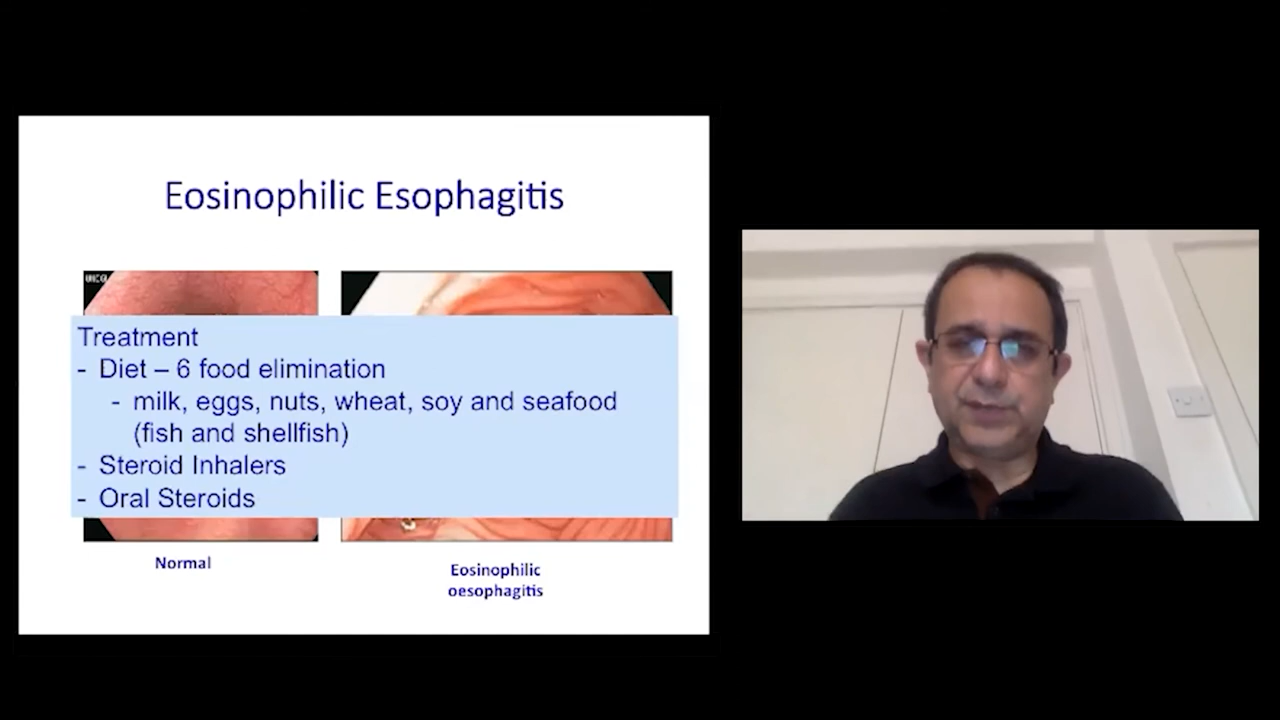 Eosinophilic Esophagitis
Treatment
- Diet – 6 food elimination
- milk, eggs, nuts, wheat, soy and seafood
(fish and shellfish)
- Steroid Inhalers
- Oral Steroids
Normal
Eosinophilic
oesophagitis